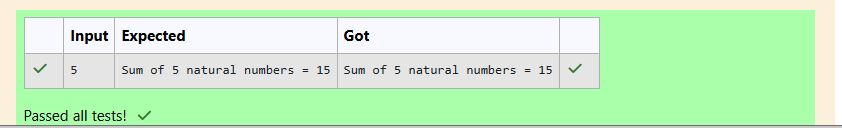 Input Expected Got
5 Sum of 5 natural numbers = 15 Sum of 5 natural numbers = 15
Passed all tests!